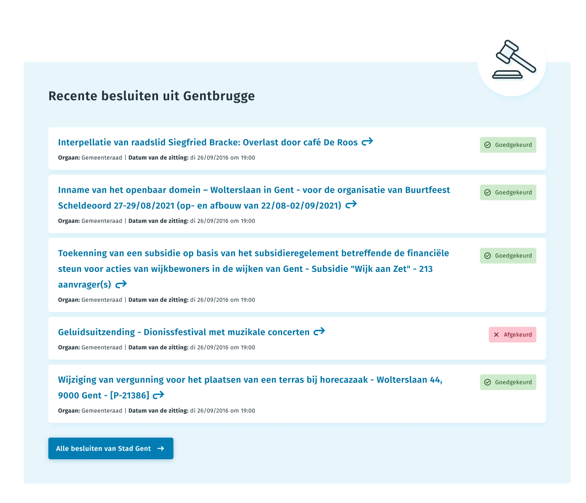 Recente besluiten uit Gentbrugge
Interpellatie van raadslid Siegfried Bracke: Overlast door café De Roos
Goedgekeurd
Orgaan: Gemeenteraad | Datum van de zitting: di 26/09/2016 om 19:00
Inname van het openbaar domein – Wolterslaan in Gent - voor de organisatie van Buurtfeest
Goedgekeurd
Scheldeoord 27-29/08/2021 (op- en afbouw van 22/08-02/09/2021)
Orgaan: Gemeenteraad | Datum van de zitting: di 26/09/2016 om 19:00
Toekenning van een subsidie op basis van het subsidieregelement betreffende de financiële
Goedgekeurd
steun voor acties van wijkbewoners in de wijken van Gent - Subsidie "Wijk aan Zet" - 213
aanvrager(s)
Orgaan: Gemeenteraad | Datum van de zitting: di 26/09/2016 om 19:00
Geluidsuitzending - Dionissfestival met muzikale concerten
Afgekeurd
Orgaan: Gemeenteraad | Datum van de zitting: di 26/09/2016 om 19:00
Wijziging van vergunning voor het plaatsen van een terras bij horecazaak - Wolterslaan 44,
Goedgekeurd
9000 Gent - [P-21386]
Orgaan: Gemeenteraad | Datum van de zitting: di 26/09/2016 om 19:00
Alle besluiten van Stad Gent